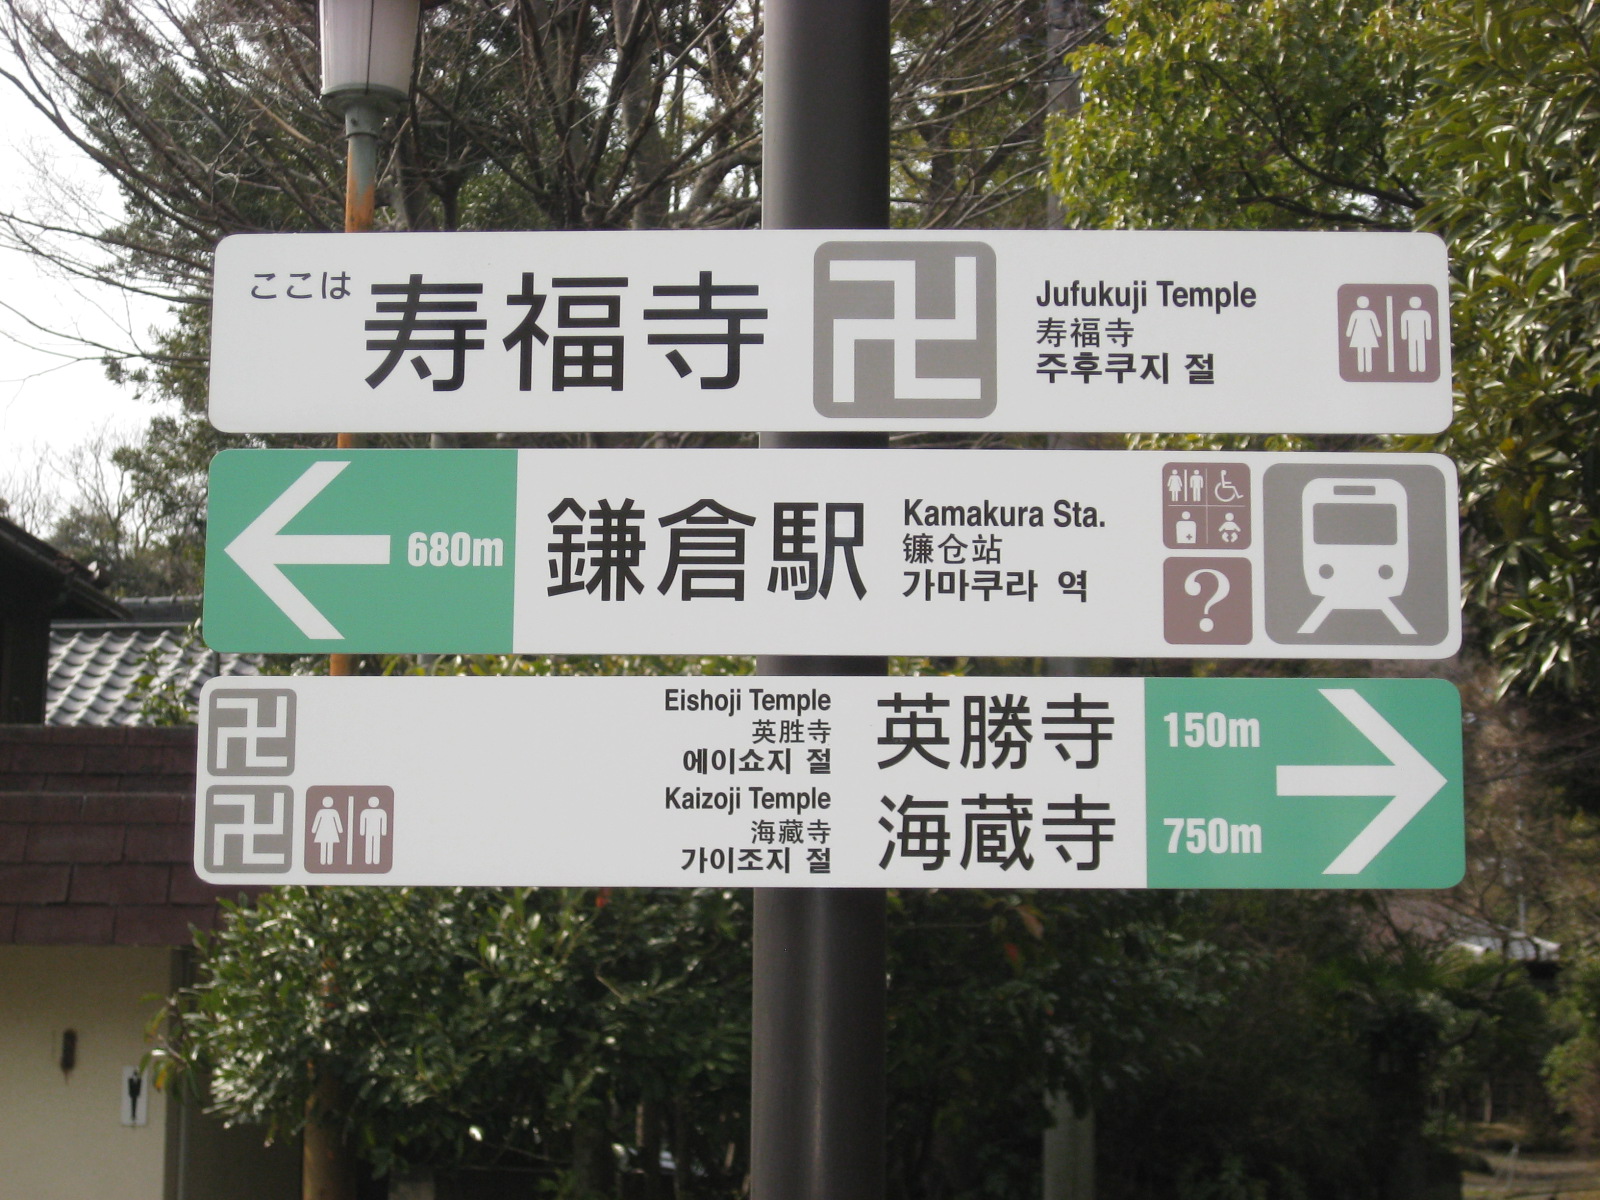 ここは 寿福寺
Jufukuji Temple
寿福寺
주후쿠지 절
680m
鎌倉駅
Kamakura Sta.
镰仓站
가마쿠라 역
?
Eishoji Temple
英胜寺
에이쇼지 절
英勝寺
150m
Kaizoji Temple
海藏寺
가이조지 절
海蔵寺
750m